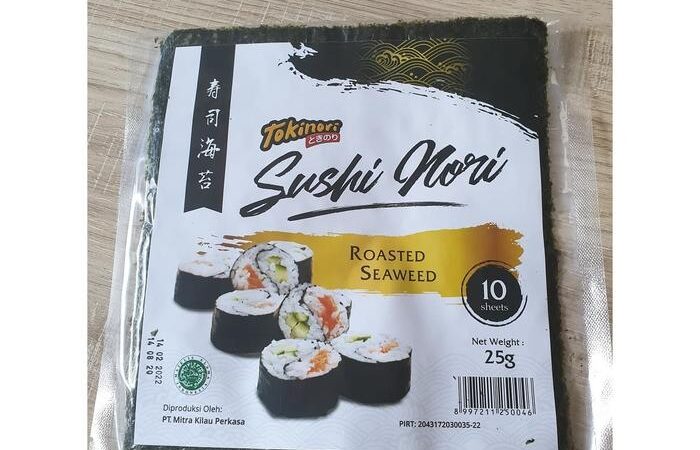 寿司海苔
Tokinori
ときのり
Sushi Nori
ROASTED
SEAWEED
10
sheets
Net Weight :
25g
14 02 2022
14 08 20
Diproduksi Oleh:
PT. Mitra Kilau Perkasa
8 997211 250046
PIRT: 2043172030035-22